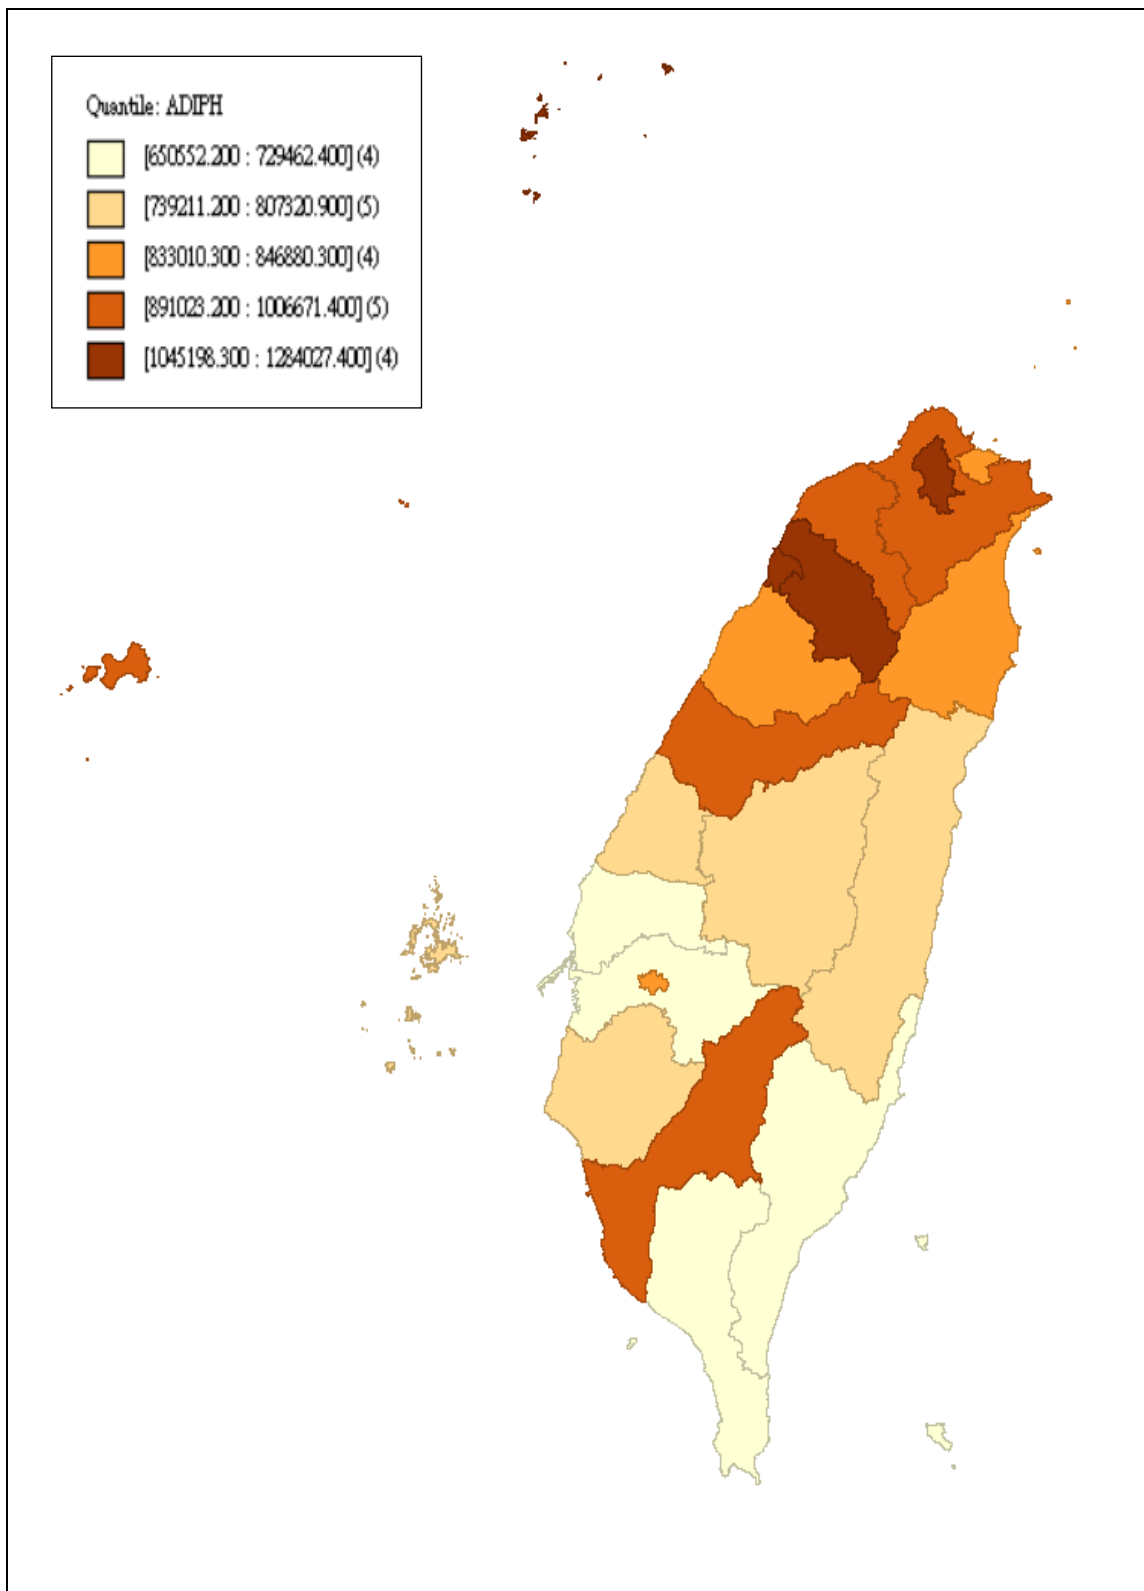 Quantile: ADIPH
[650552.200 : 729462.400] (4)
[739211.200 : 807320.900] (5)
[833010.300 : 846880.300] (4)
[891023.200 : 1006671.400] (5)
[1045198.300 : 1284027.400] (4)